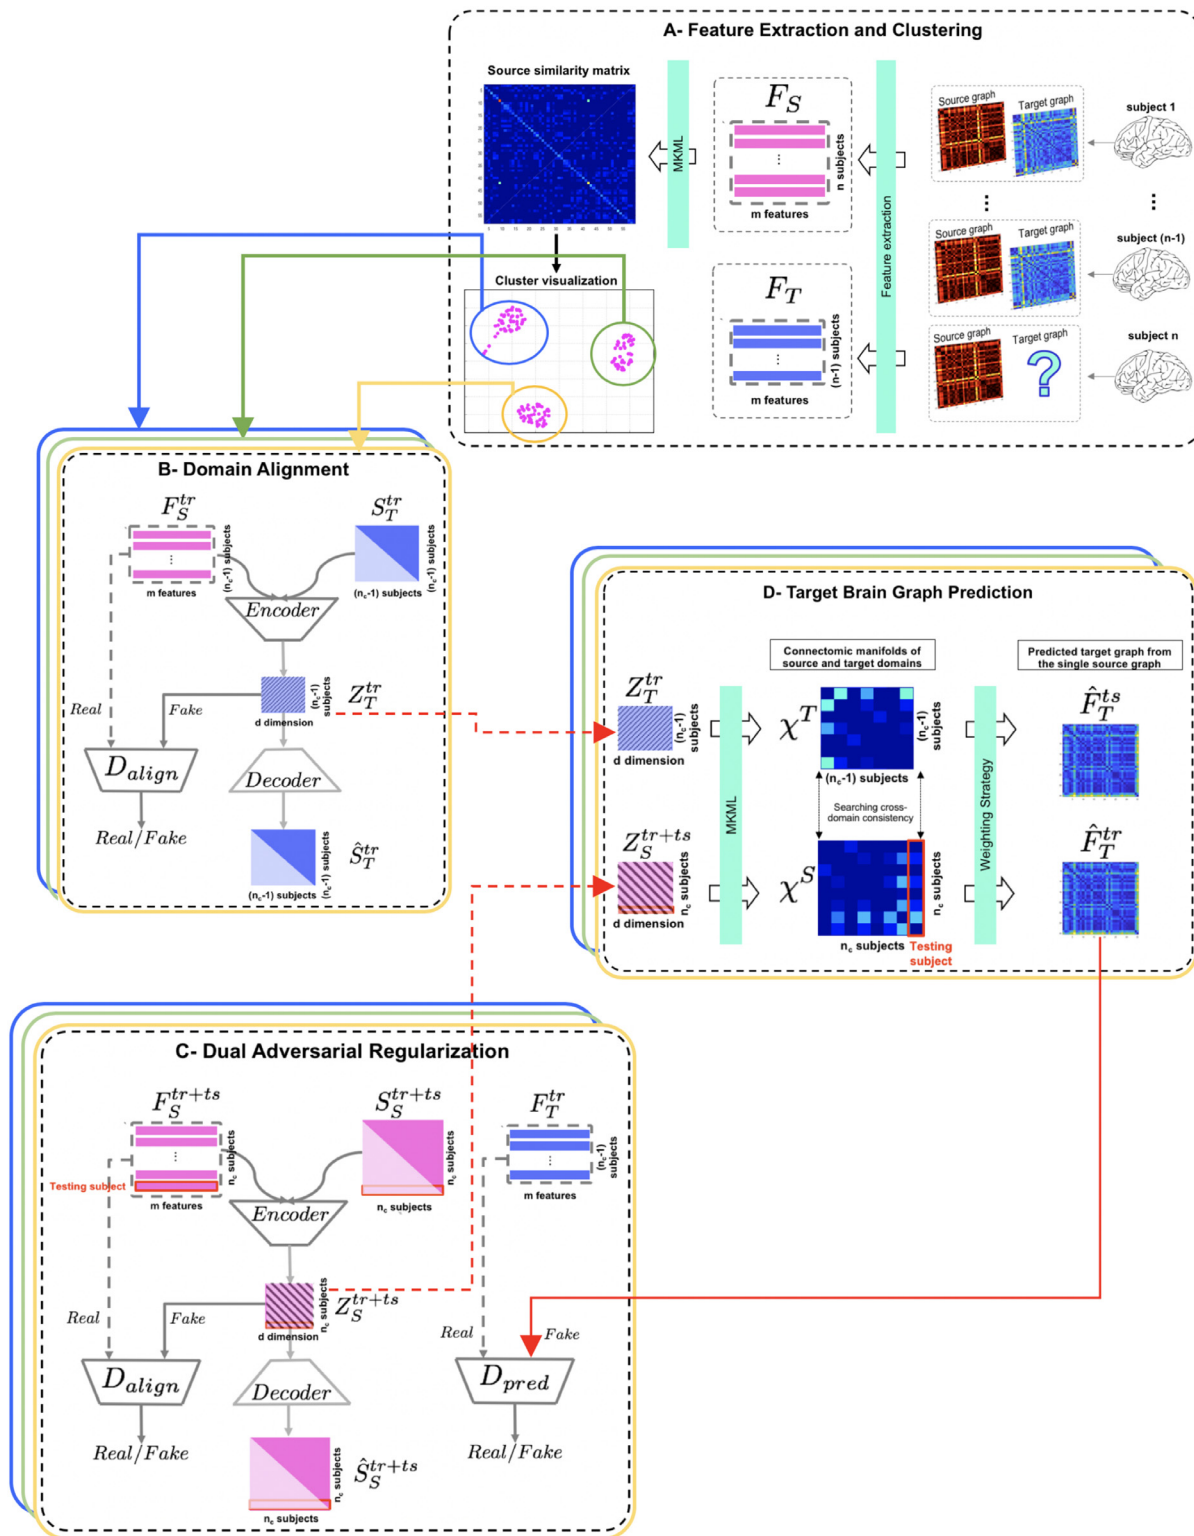 A- Feature Extraction and Clustering
Source similarity matrix
MKML
F_S
n subjects
m features
Feature extraction
Source graph
Target graph
subject 1
Source graph
Target graph
subject (n-1)
Cluster visualization
F_T
(n-1) subjects
m features
Source graph
Target graph
?
subject n
B- Domain Alignment
F_S^{tr}
(n_c-1) subjects
m features
S_T^{tr}
(n_c-1) subjects
(n_c-1) subjects
Encoder
Z_T^{tr}
(n_c-1) subjects
d dimension
Real
Fake
D_{align}
Decoder
Real/Fake
Ŝ_T^{tr}
(n_c-1) subjects
(n_c-1) subjects
D- Target Brain Graph Prediction
Connectomic manifolds of
source and target domains
Predicted target graph from
the single source graph
Z_T^{tr}
(n_c-1) subjects
d dimension
MKML
χ^T
(n_c-1) subjects
(n_c-1) subjects
Searching cross-
domain consistency
Weighting Strategy
F̂_T^{ts}
Z_S^{tr+ts}
n_c subjects
d dimension
χ^S
n_c subjects
n_c subjects
Testing
subject
F̂_T^{tr}
C- Dual Adversarial Regularization
F_S^{tr+ts}
n_c subjects
Testing subject
m features
S_S^{tr+ts}
n_c subjects
n_c subjects
F_T^{tr}
(n_c-1) subjects
m features
Encoder
Z_S^{tr+ts}
n_c subjects
d dimension
Real
Fake
Real
Fake
D_{align}
Decoder
D_{pred}
Real/Fake
Real/Fake
Ŝ_S^{tr+ts}
n_c subjects
n_c subjects